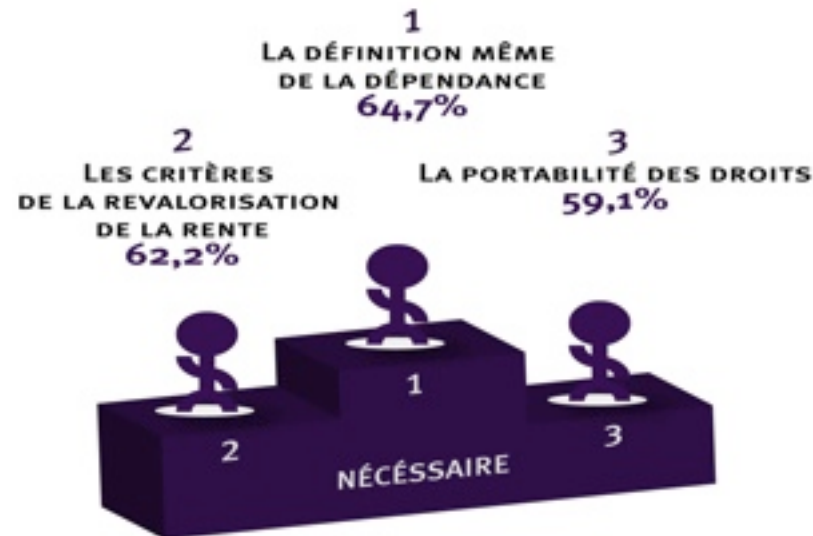 1
La définition même
de la dépendance
64,7%
2
Les critères
de la revalorisation
de la rente
62,2%
3
La portabilité des droits
59,1%
1
2
3
NÉCÉSSAIRE